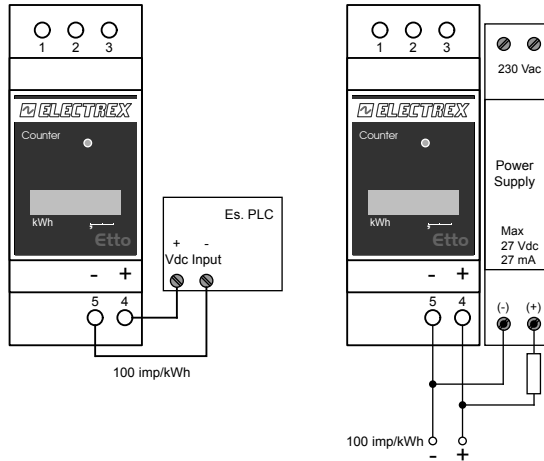 1 2 3
ELECTREX
Counter
kWh
Etto
- +
5 4
Es. PLC
+ -
Vdc Input
100 imp/kWh
1 2 3
ELECTREX
Counter
kWh
Etto
- +
5 4
230 Vac
Power
Supply
Max
27 Vdc
27 mA
(-) (+)
100 imp/kWh
- +